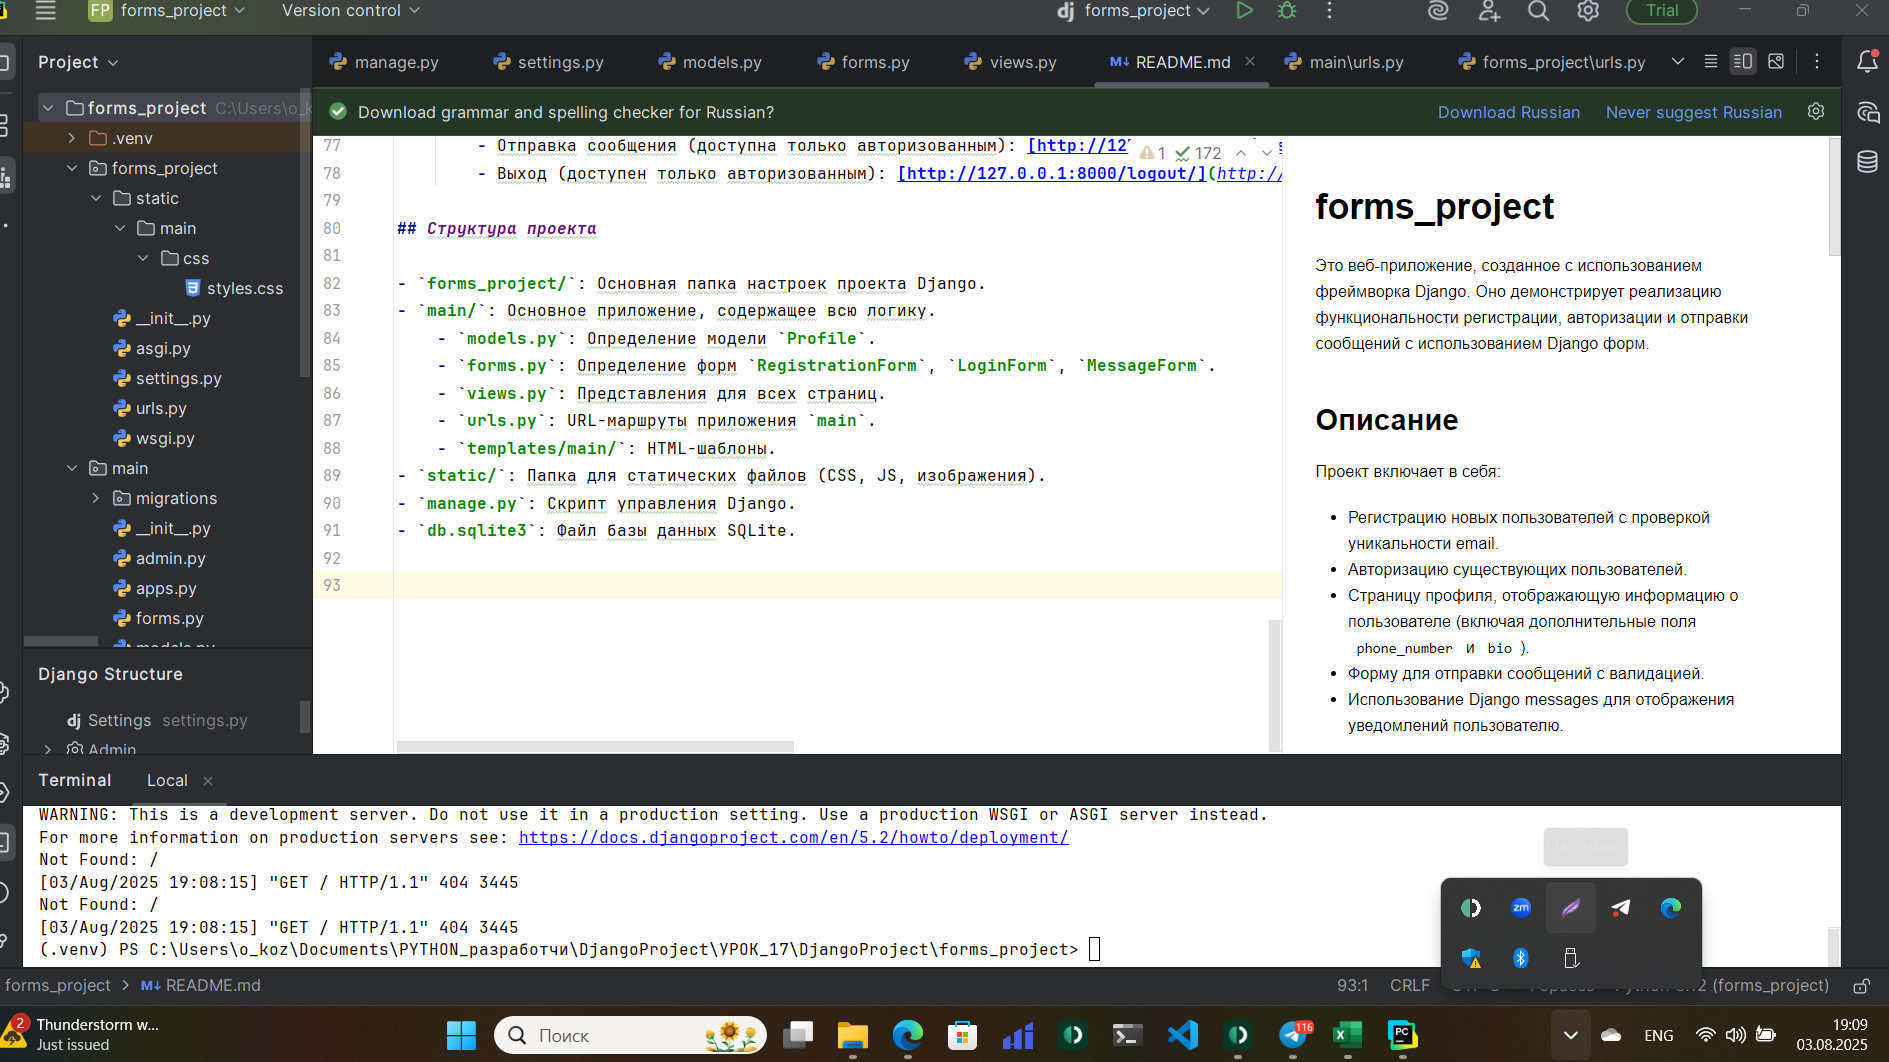 FP forms_project
Version control
dj forms_project
Trial
Project
manage.py
settings.py
models.py
forms.py
views.py
M↓ README.md
main\urls.py
forms_project\urls.py
Download grammar and spelling checker for Russian?
Download Russian
Never suggest Russian
forms_project C:\Users\o_k
.venv
forms_project
static
main
css
styles.css
__init__.py
asgi.py
settings.py
urls.py
wsgi.py
main
migrations
__init__.py
admin.py
apps.py
forms.py
models.py
Django Structure
dj Settings settings.py
Admin
1 172
77 - Отправка сообщения (доступна только авторизованным): [http://12
78 - Выход (доступен только авторизованным): [http://127.0.0.1:8000/logout/](http://
79
80 ## Структура проекта
81
82 - `forms_project/`: Основная папка настроек проекта Django.
83 - `main/`: Основное приложение, содержащее всю логику.
84 - `models.py`: Определение модели `Profile`.
85 - `forms.py`: Определение форм `RegistrationForm`, `LoginForm`, `MessageForm`.
86 - `views.py`: Представления для всех страниц.
87 - `urls.py`: URL-маршруты приложения `main`.
88 - `templates/main/`: HTML-шаблоны.
89 - `static/`: Папка для статических файлов (CSS, JS, изображения).
90 - `manage.py`: Скрипт управления Django.
91 - `db.sqlite3`: Файл базы данных SQLite.
92
93
forms_project
Это веб-приложение, созданное с использованием
фреймворка Django. Оно демонстрирует реализацию
функциональности регистрации, авторизации и отправки
сообщений с использованием Django форм.
Описание
Проект включает в себя:
• Регистрацию новых пользователей с проверкой
уникальности email.
• Авторизацию существующих пользователей.
• Страницу профиля, отображающую информацию о
пользователе (включая дополнительные поля
phone_number и bio ).
• Форму для отправки сообщений с валидацией.
• Использование Django messages для отображения
уведомлений пользователю.
Terminal
Local
WARNING: This is a development server. Do not use it in a production setting. Use a production WSGI or ASGI server instead.
For more information on production servers see: https://docs.djangoproject.com/en/5.2/howto/deployment/
Not Found: /
[03/Aug/2025 19:08:15] "GET / HTTP/1.1" 404 3445
Not Found: /
[03/Aug/2025 19:08:15] "GET / HTTP/1.1" 404 3445
(.venv) PS C:\Users\o_koz\Documents\PYTHON_разработчи\DjangoProject\УРОК_17\DjangoProject\forms_project>
zm
forms_project > M↓ README.md
93:1 CRLF (forms_project)
2
Thunderstorm w...
Just issued
Поиск
116
PC
ENG
19:09
03.08.2025